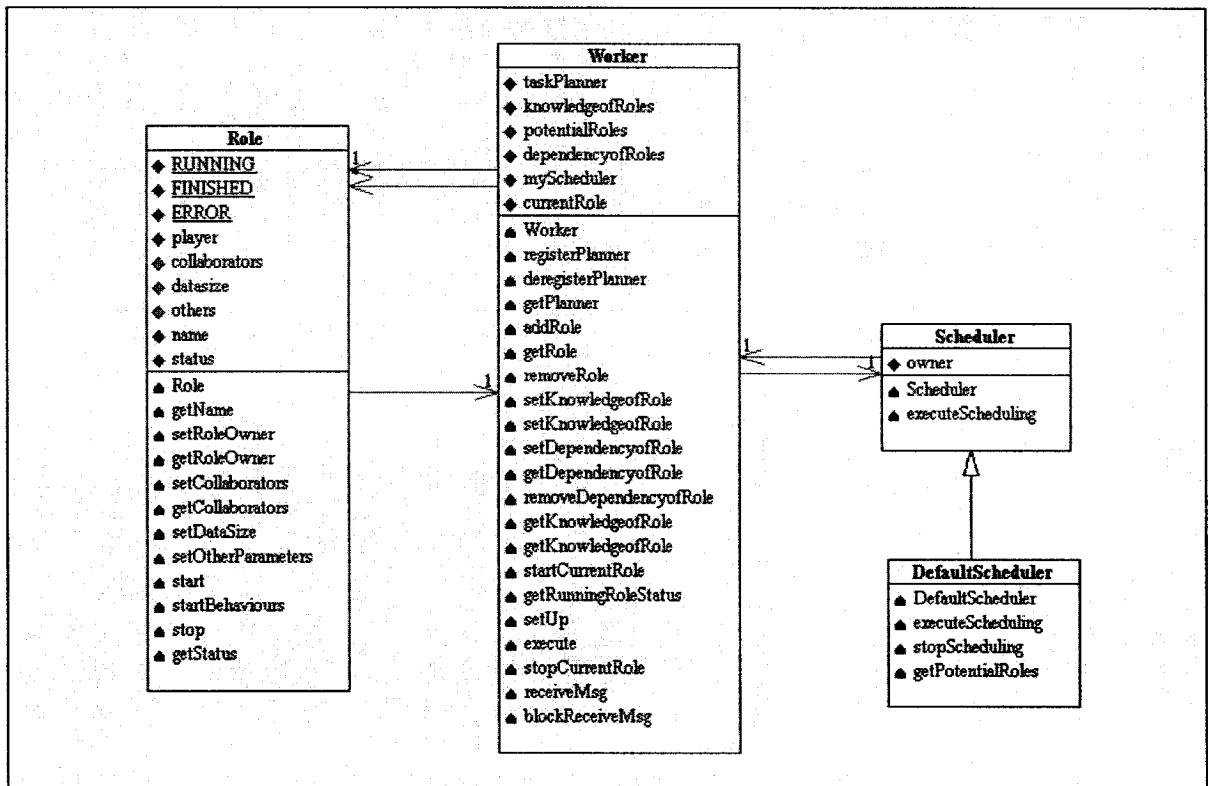 Role
RUNNING
FINISHED
ERROR
player
collaborators
datasize
others
name
status
Role
getName
setRoleOwner
getRoleOwner
setCollaborators
getCollaborators
setDataSize
setOtherParameters
start
startBehaviours
stop
getStatus
1
1
Worker
taskPlanner
knowledgeofRoles
potentialRoles
dependencyofRoles
myScheduler
currentRole
Worker
registerPlanner
deregisterPlanner
getPlanner
addRole
getRole
removeRole
setKnowledgeofRole
setKnowledgeofRole
setDependencyofRole
getDependencyofRole
removeDependencyofRole
getKnowledgeofRole
getKnowledgeofRole
startCurrentRole
getRunningRoleStatus
setUp
execute
stopCurrentRole
receiveMsg
blockReceiveMsg
1
1
Scheduler
owner
Scheduler
executeScheduling
DefaultScheduler
DefaultScheduler
executeScheduling
stopScheduling
getPotentialRoles